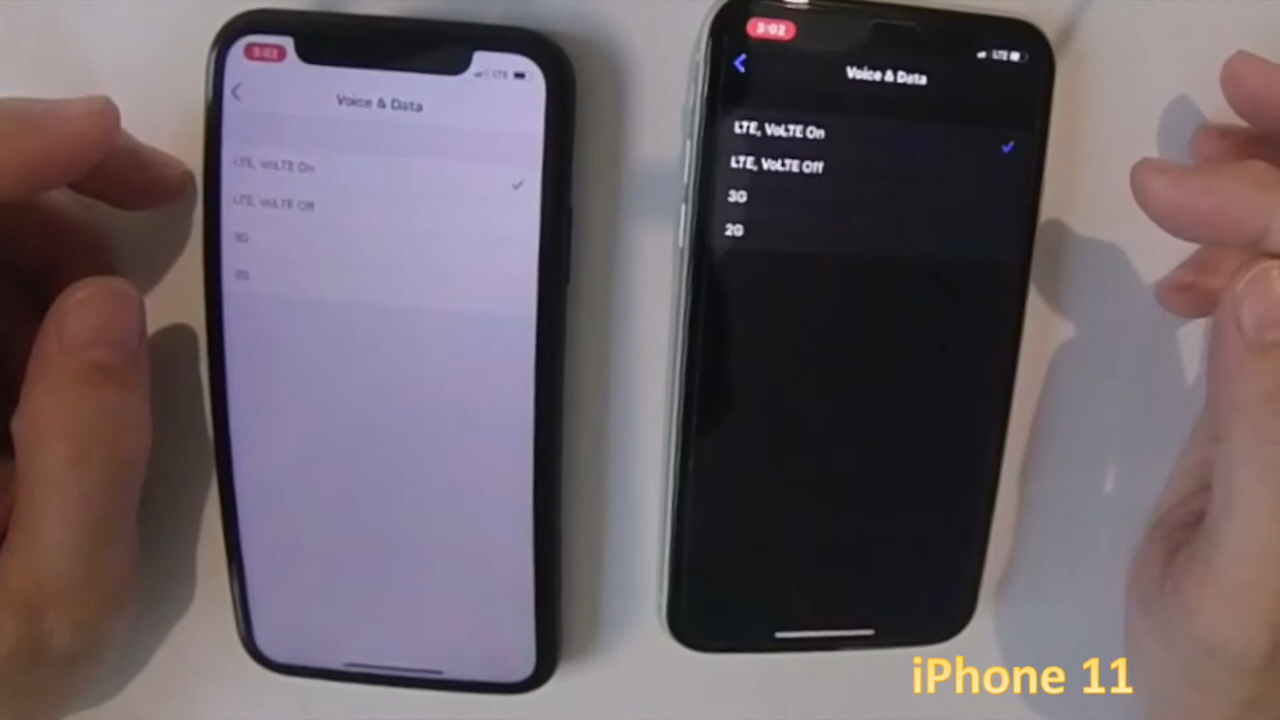 3:03
LTE
Voice & Data
LTE, VoLTE On
LTE, VoLTE Off
3G
2G
3:02
LTE
Voice & Data
LTE, VoLTE On
LTE, VoLTE Off
3G
2G
iPhone 11